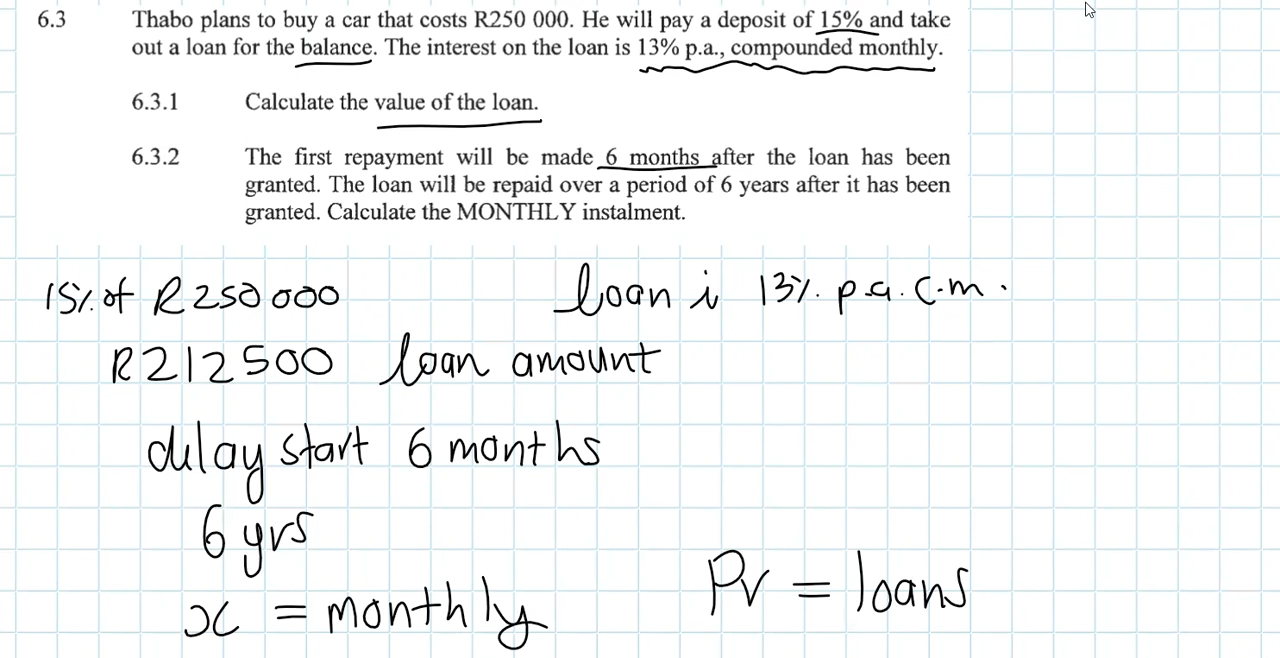 6.3 Thabo plans to buy a car that costs R250 000. He will pay a deposit of 15% and take
out a loan for the balance. The interest on the loan is 13% p.a., compounded monthly.
6.3.1 Calculate the value of the loan.
6.3.2 The first repayment will be made 6 months after the loan has been
granted. The loan will be repaid over a period of 6 years after it has been
granted. Calculate the MONTHLY instalment.
15% of R250 000
loan i 13% p.a. c.m.
R212500 loan amount
delay start 6 months
6 yrs
x = monthly
Pv = loans